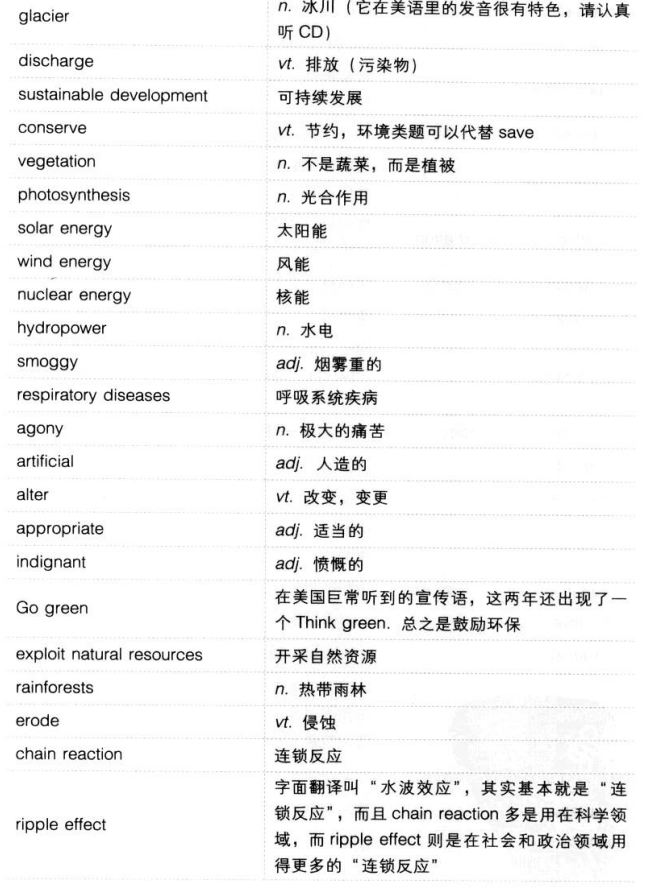 glacier
n. 冰川（它在美语里的发音很有特色，请认真
听 CD）
discharge
vt. 排放（污染物）
sustainable development
可持续发展
conserve
vt. 节约，环境类题可以代替 save
vegetation
n. 不是蔬菜，而是植被
photosynthesis
n. 光合作用
solar energy
太阳能
wind energy
风能
nuclear energy
核能
hydropower
n. 水电
smoggy
adj. 烟雾重的
respiratory diseases
呼吸系统疾病
agony
n. 极大的痛苦
artificial
adj. 人造的
alter
vt. 改变，变更
appropriate
adj. 适当的
indignant
adj. 愤慨的
Go green
在美国巨常听到的宣传语，这两年还出现了一
个 Think green. 总之是鼓励环保
exploit natural resources
开采自然资源
rainforests
n. 热带雨林
erode
vt. 侵蚀
chain reaction
连锁反应
ripple effect
字面翻译叫“水波效应”，其实基本就是“连
锁反应”，而且 chain reaction 多是用在科学领
域，而 ripple effect 则是在社会和政治领域用
得更多的“连锁反应”